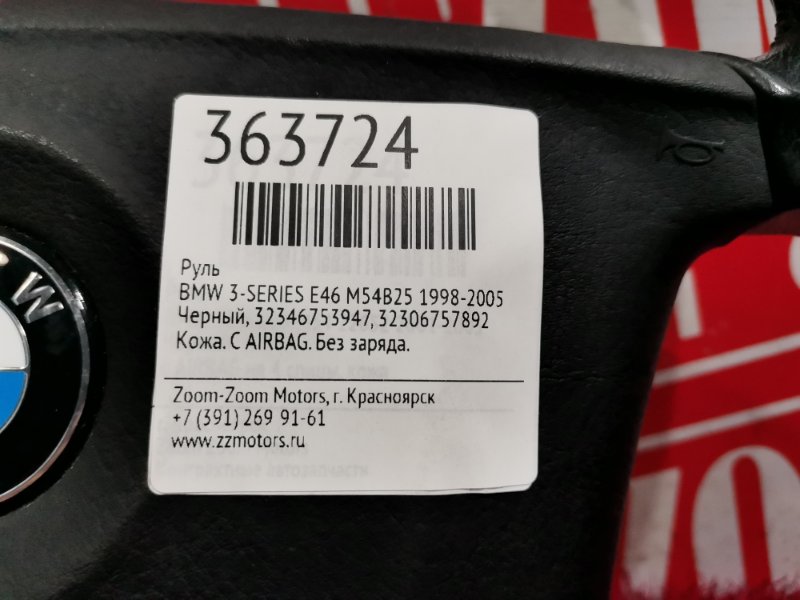 363724
Руль
BMW 3-SERIES E46 M54B25 1998-2005
Черный, 32346753947, 32306757892
Кожа. С AIRBAG. Без заряда.
Zoom-Zoom Motors, г. Красноярск
+7 (391) 269 91-61
www.zzmotors.ru
W